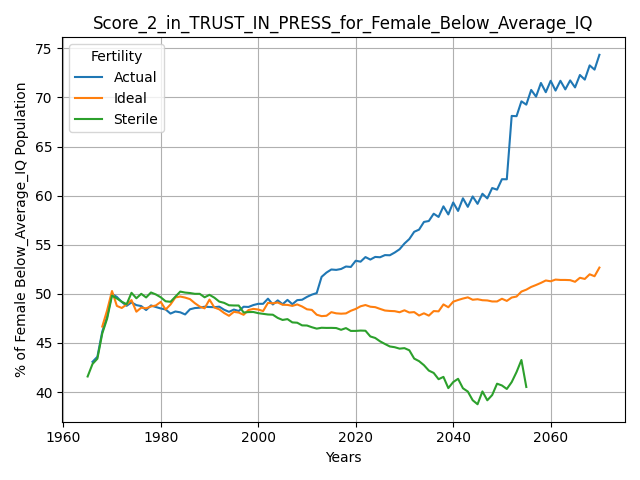 Score_2_in_TRUST_IN_PRESS_for_Female_Below_Average_IQ
% of Female Below_Average_IQ Population
75
70
65
60
55
50
45
40
Fertility
Actual
Ideal
Sterile
1960 1980 2000 2020 2040 2060
Years